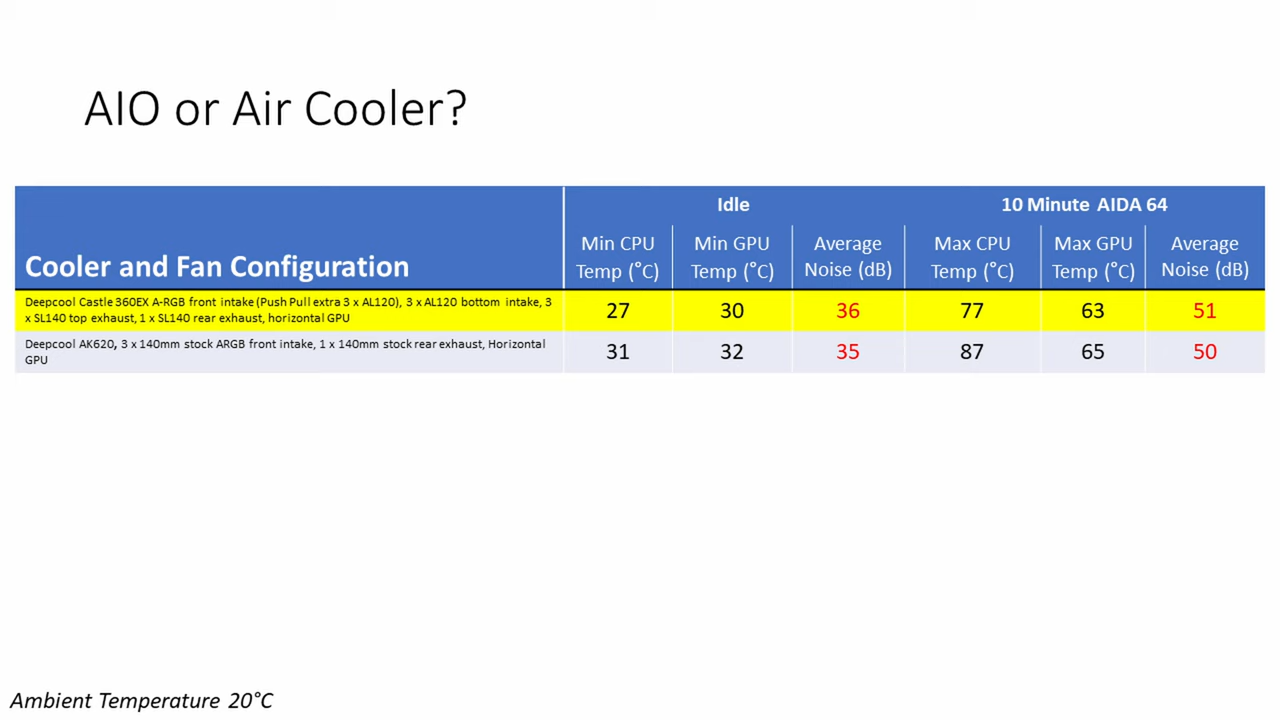 AIO or Air Cooler?
Idle 10 Minute AIDA 64
Cooler and Fan Configuration
Min CPU Temp (°C)
Min GPU Temp (°C)
Average Noise (dB)
Max CPU Temp (°C)
Max GPU Temp (°C)
Average Noise (dB)
Deepcool Castle 360EX A-RGB front intake (Push Pull extra 3 x AL120), 3 x AL120 bottom intake, 3
x SL140 top exhaust, 1 x SL140 rear exhaust, horizontal GPU
27 30 36 77 63 51
Deepcool AK620, 3 x 140mm stock ARGB front intake, 1 x 140mm stock rear exhaust, Horizontal
GPU
31 32 35 87 65 50
Ambient Temperature 20°C